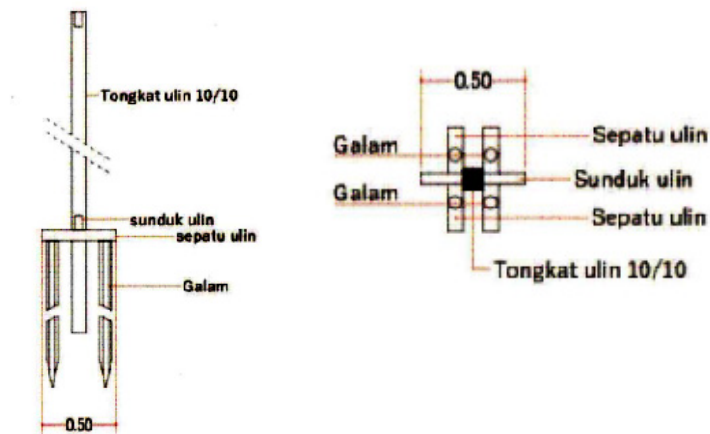 Tongkat ulin 10/10
sunduk ulin
sepatu ulin
Galam
0.50
0.50
Galam
Sepatu ulin
Sunduk ulin
Galam
Sepatu ulin
Tongkat ulin 10/10